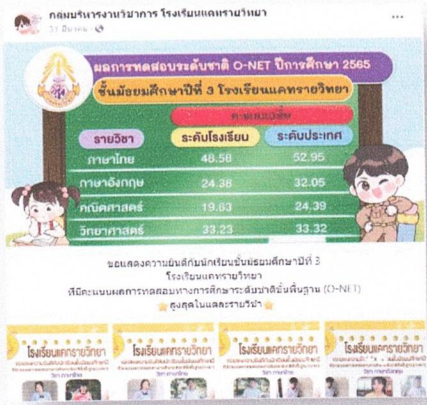 กลุ่มบริหารงานวิชาการ โรงเรียนแคทรายวิทยา
31 มีนาคม
ผลการทดสอบระดับชาติ O-NET ปีการศึกษา 2565
ชั้นมัธยมศึกษาปีที่ 3 โรงเรียนแคทรายวิทยา
คะแนนเฉลี่ย
รายวิชา ระดับโรงเรียน ระดับประเทศ
ภาษาไทย 48.58 52.95
ภาษาอังกฤษ 24.38 32.05
คณิตศาสตร์ 19.63 24.39
วิทยาศาสตร์ 33.23 33.32
ขอแสดงความยินดีกับนักเรียนชั้นมัธยมศึกษาปีที่ 3
โรงเรียนแคทรายวิทยา
ที่มีคะแนนผลการทดสอบทางการศึกษาระดับชาติขั้นพื้นฐาน (O-NET)
สูงสุดในแต่ละรายวิชา
โรงเรียนแคทรายวิทยา โรงเรียนแคทรายวิทยา โรงเรียนแคทรายวิทยา โรงเรียนแคทรายวิทยา